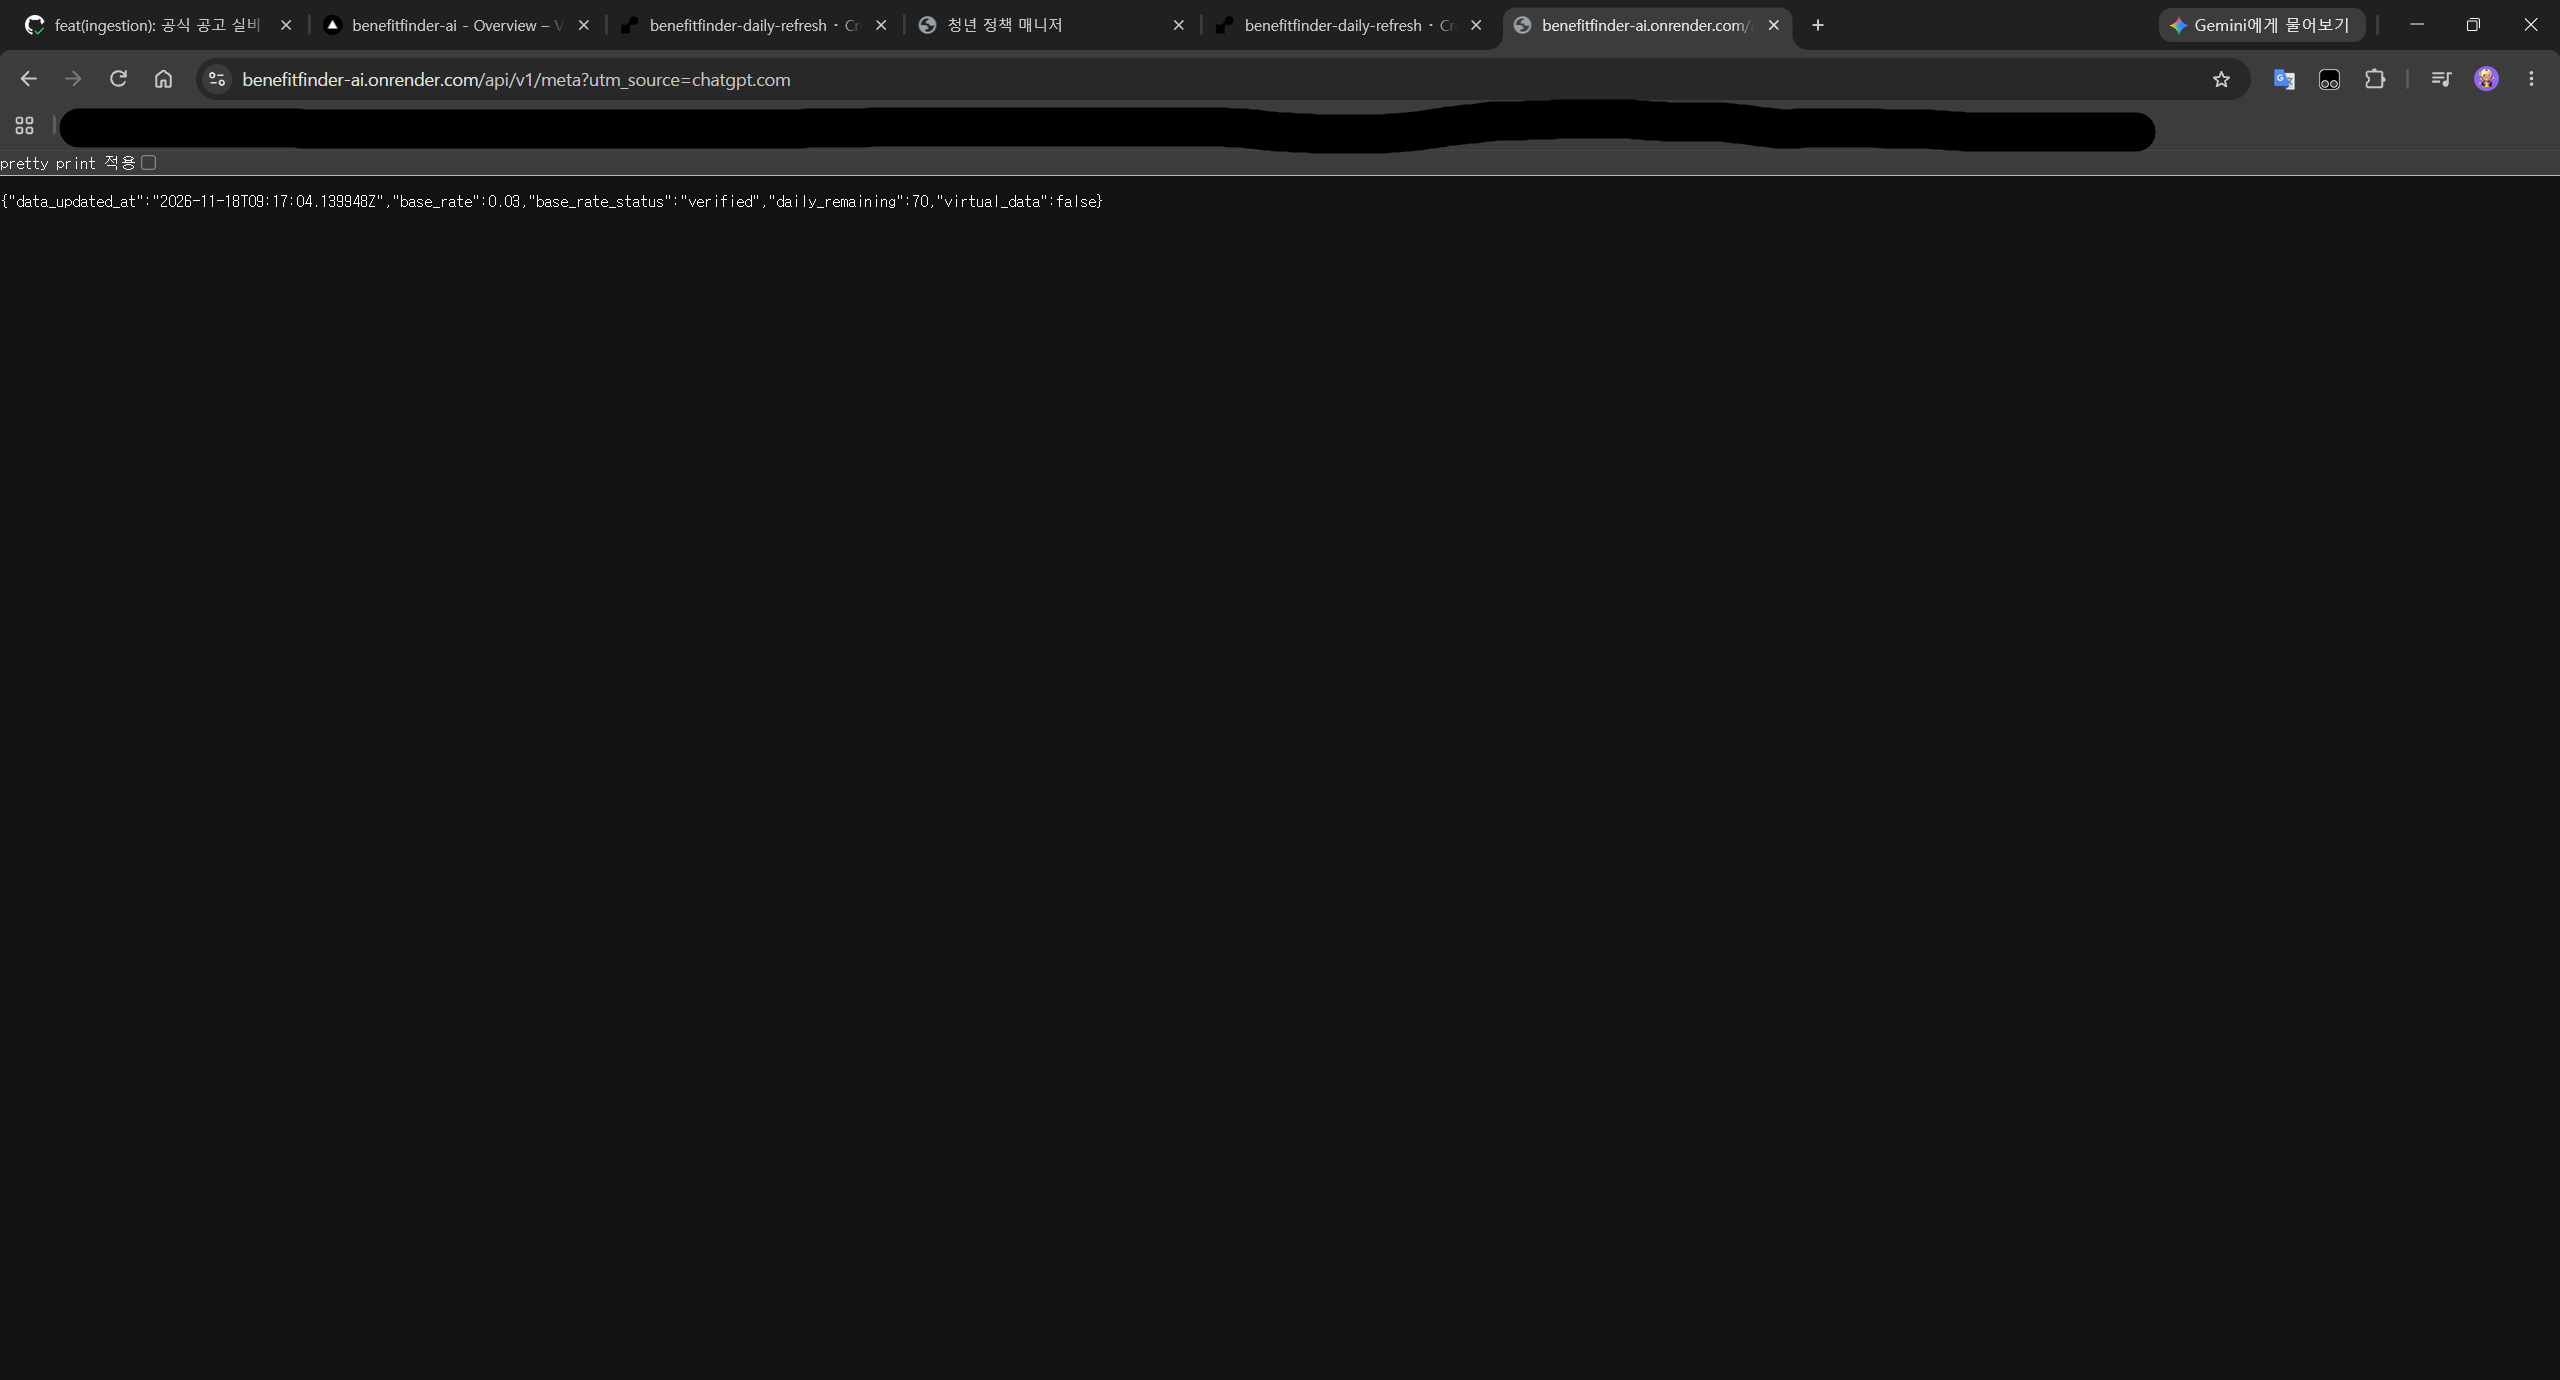 feat(ingestion): 공식 공고 실비
benefitfinder-ai - Overview – V
benefitfinder-daily-refresh · Cr
청년 정책 매니저
benefitfinder-daily-refresh · Cr
benefitfinder-ai.onrender.com/a
Gemini에게 물어보기
benefitfinder-ai.onrender.com/api/v1/meta?utm_source=chatgpt.com
pretty print 적용
{"data_updated_at":"2026-11-18T09:17:04.139948Z","base_rate":0.03,"base_rate_status":"verified","daily_remaining":70,"virtual_data":false}